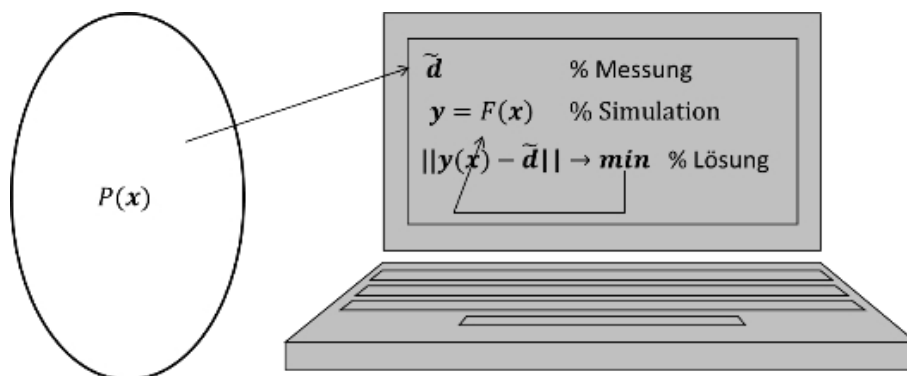 d̃ % Messung
y = F(x) % Simulation
||y(x) − d̃|| → min % Lösung
P(x)